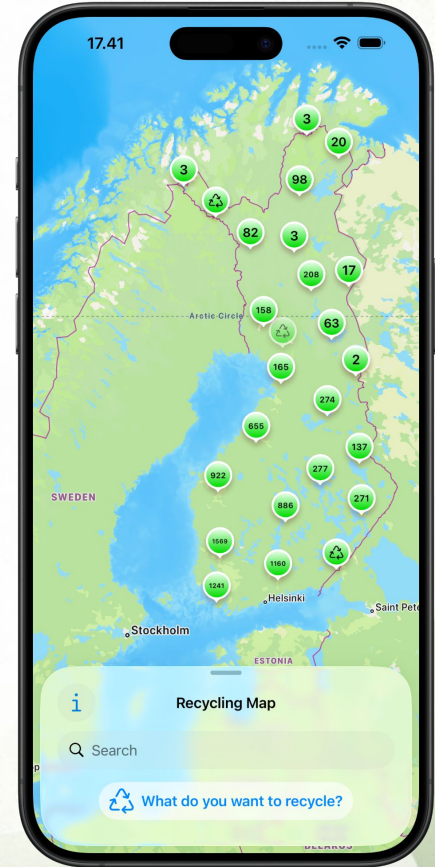 17.41
3
20
3
98
82
3
208
17
158
Arctic Circle
63
2
165
274
655
137
277
922
271
SWEDEN
886
1569
1160
1241
Helsinki
Saint Pete
Stockholm
ESTONIA
i
Recycling Map
Search
What do you want to recycle?
BELARUS